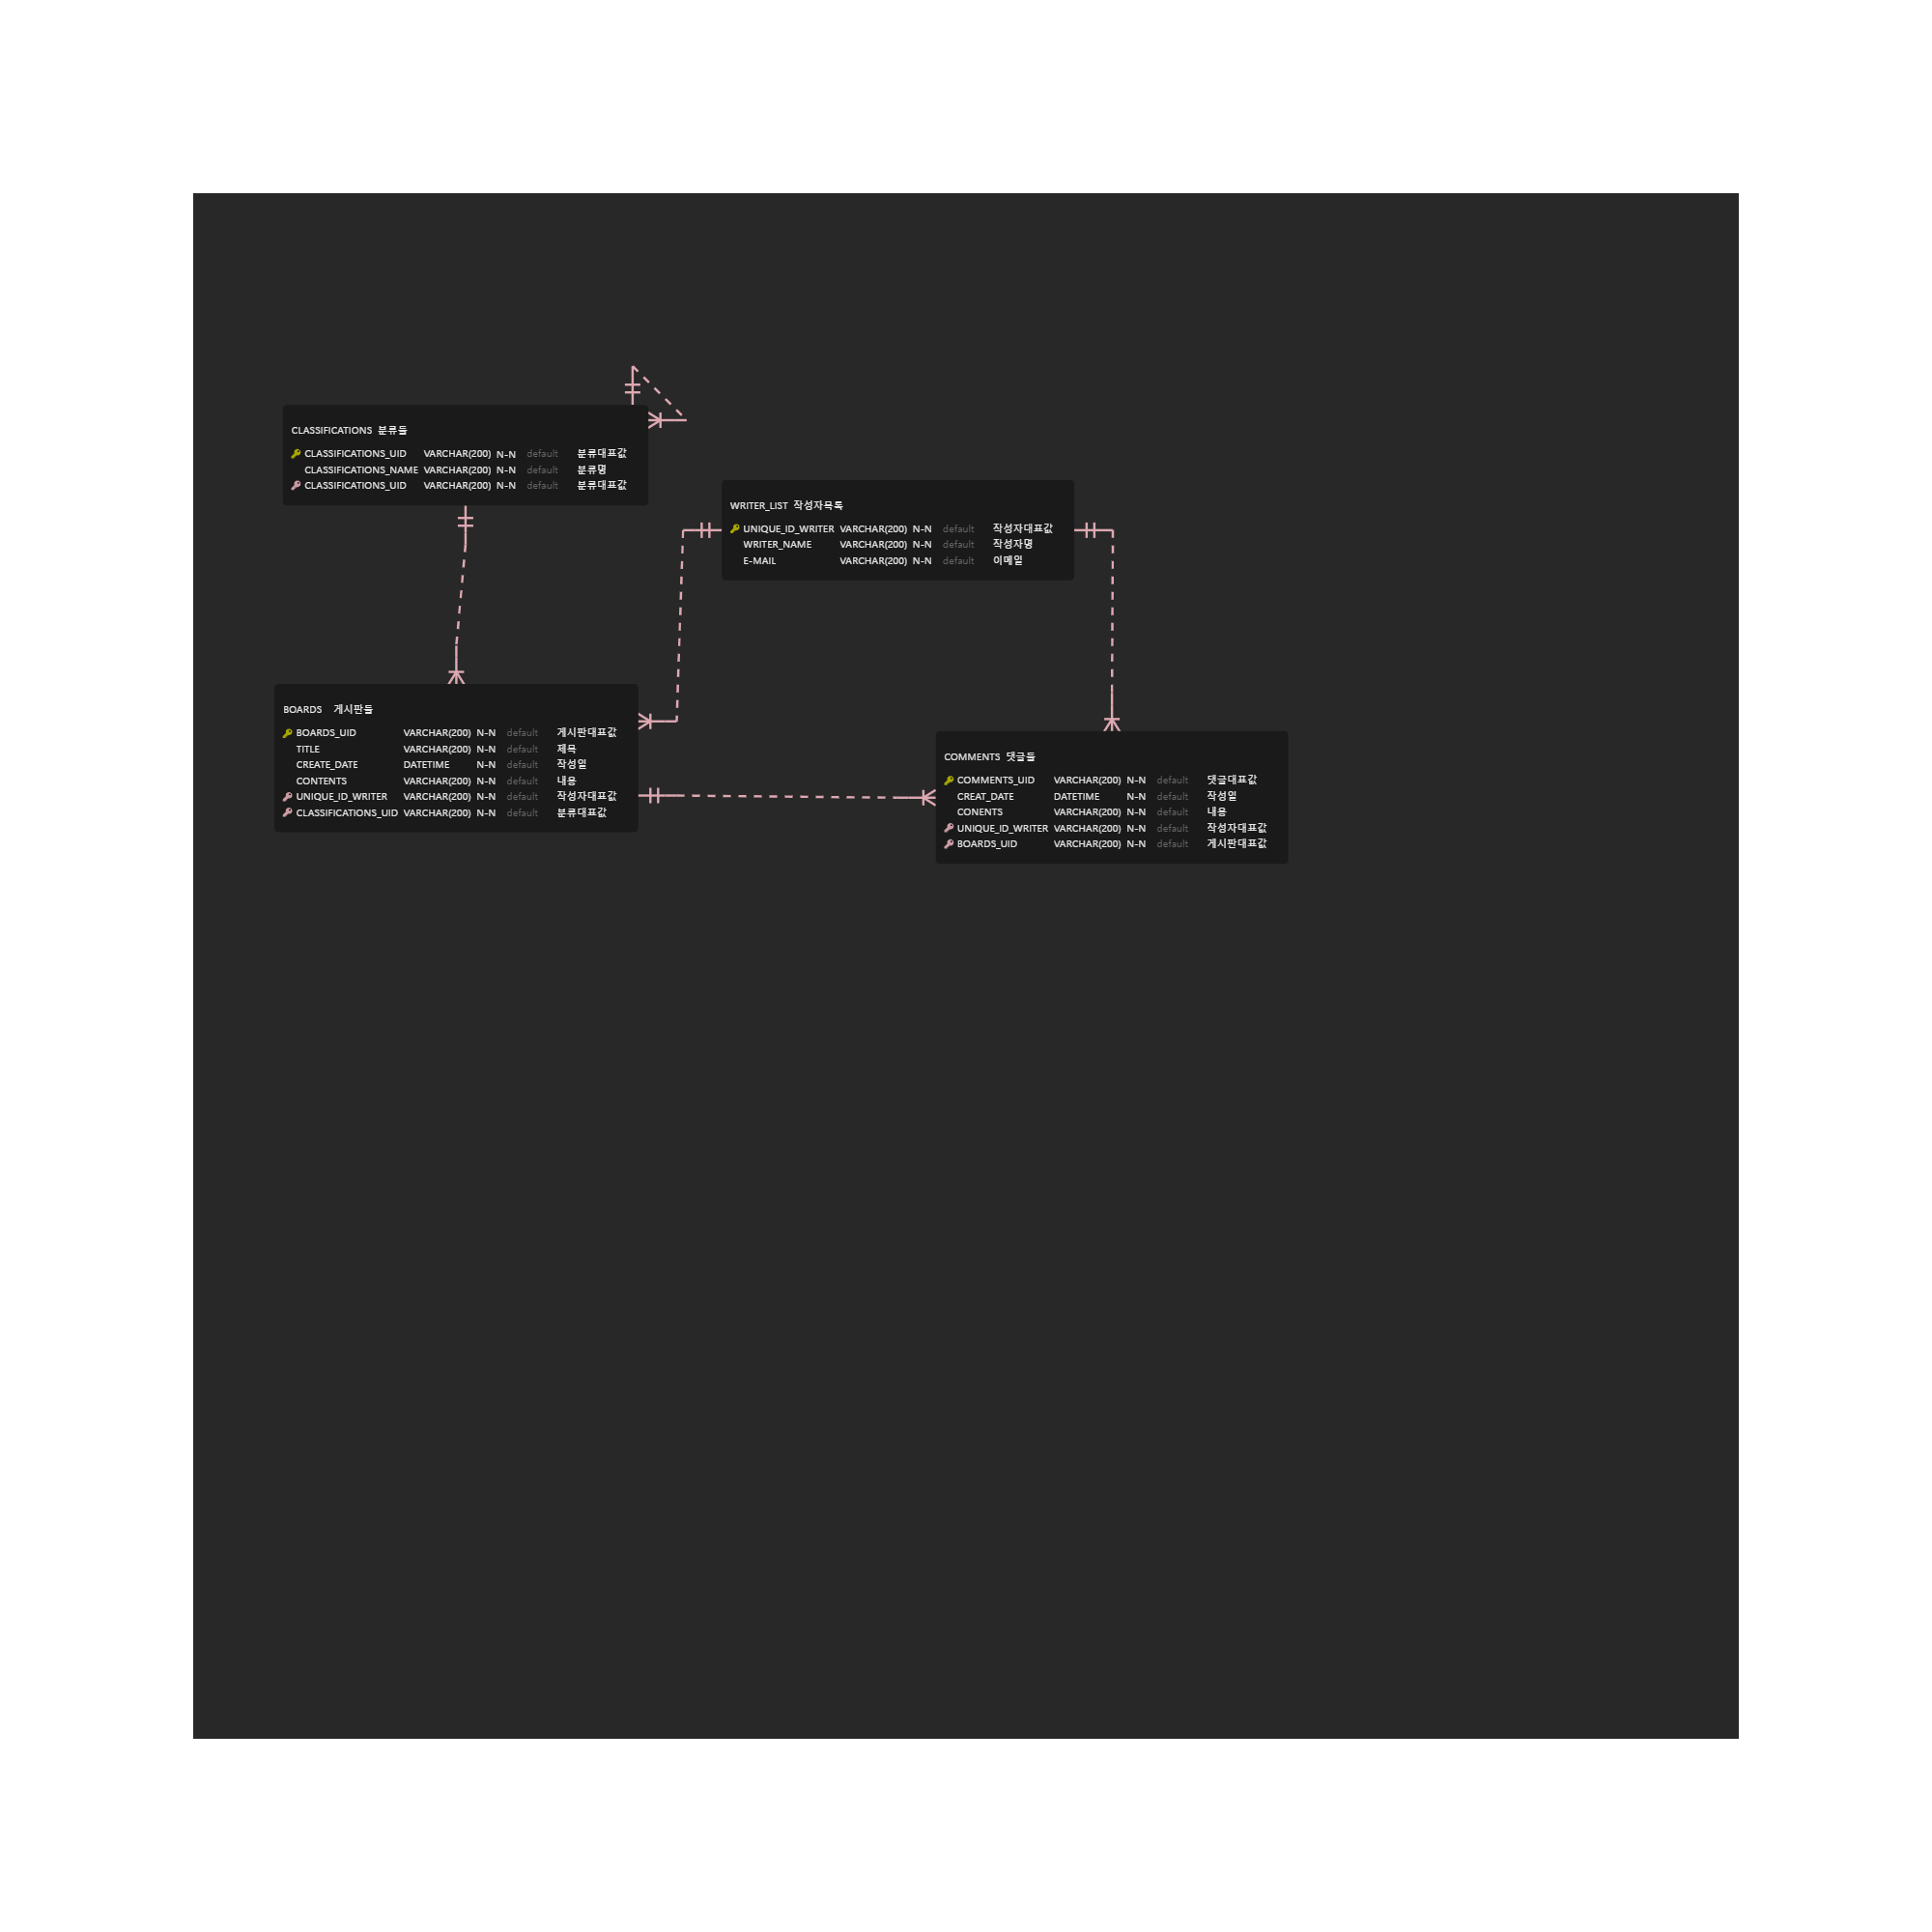 CLASSIFICATIONS 분류들
CLASSIFICATIONS_UID VARCHAR(200) N-N default 분류대표값
CLASSIFICATIONS_NAME VARCHAR(200) N-N default 분류명
CLASSIFICATIONS_UID VARCHAR(200) N-N default 분류대표값
WRITER_LIST 작성자목록
UNIQUE_ID_WRITER VARCHAR(200) N-N default 작성자대표값
WRITER_NAME VARCHAR(200) N-N default 작성자명
E-MAIL VARCHAR(200) N-N default 이메일
BOARDS 게시판들
BOARDS_UID VARCHAR(200) N-N default 게시판대표값
TITLE VARCHAR(200) N-N default 제목
CREATE_DATE DATETIME N-N default 작성일
CONTENTS VARCHAR(200) N-N default 내용
UNIQUE_ID_WRITER VARCHAR(200) N-N default 작성자대표값
CLASSIFICATIONS_UID VARCHAR(200) N-N default 분류대표값
COMMENTS 댓글들
COMMENTS_UID VARCHAR(200) N-N default 댓글대표값
CREAT_DATE DATETIME N-N default 작성일
CONENTS VARCHAR(200) N-N default 내용
UNIQUE_ID_WRITER VARCHAR(200) N-N default 작성자대표값
BOARDS_UID VARCHAR(200) N-N default 게시판대표값